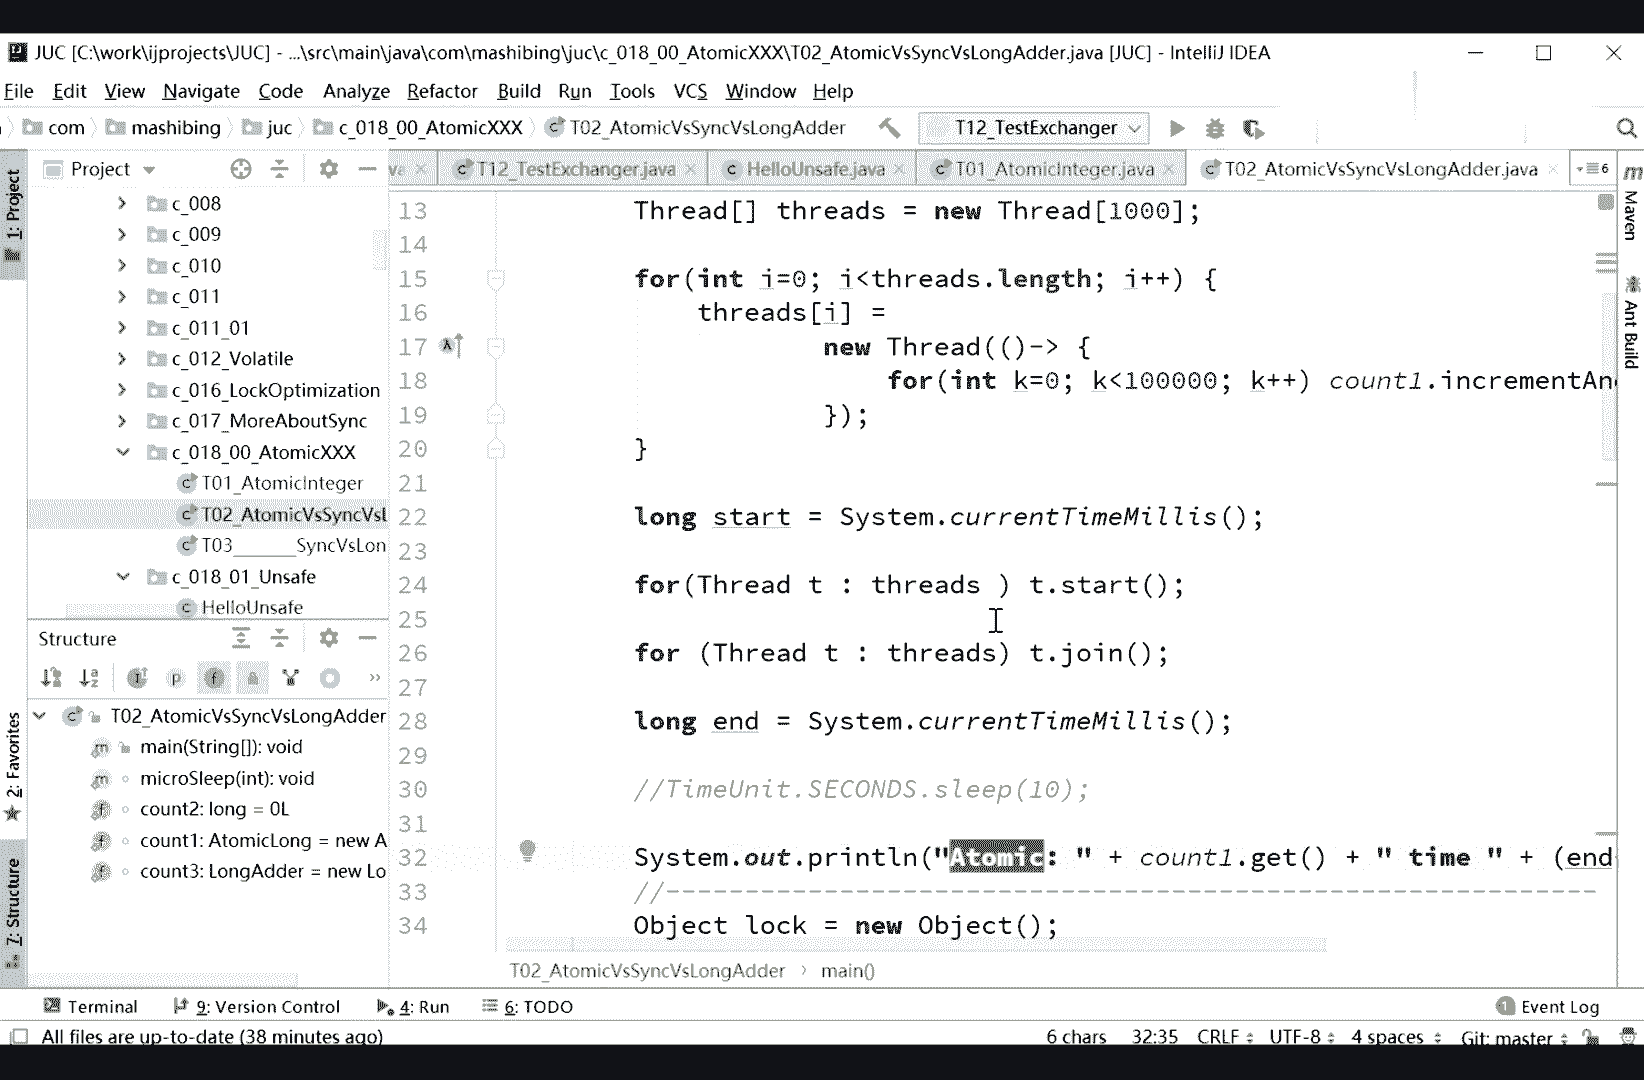 JUC [C:\work\ijprojects\JUC] - ...\src\main\java\com\mashibing\juc\c_018_00_AtomicXXX\T02_AtomicVsSyncVsLongAdder.java [JUC] - IntelliJ IDEA
File Edit View Navigate Code Analyze Refactor Build Run Tools VCS Window Help
com mashibing juc c_018_00_AtomicXXX T02_AtomicVsSyncVsLongAdder T12_TestExchanger
Project
T12_TestExchanger.java HelloUnsafe.java T01_AtomicInteger.java T02_AtomicVsSyncVsLongAdder.java 6
1: Project
c_008
c_009
c_010
c_011
c_011_01
c_012_Volatile
c_016_LockOptimization
c_017_MoreAboutSync
c_018_00_AtomicXXX
T01_AtomicInteger
T02_AtomicVsSyncVsL
T03______SyncVsLon
c_018_01_Unsafe
HelloUnsafe
Structure
T02_AtomicVsSyncVsLongAdder
main(String[]): void
microSleep(int): void
count2: long = 0L
count1: AtomicLong = new A
count3: LongAdder = new Lo
2: Favorites
7: Structure
13 Thread[] threads = new Thread[1000];
14
15 for(int i=0; i<threads.length; i++) {
16 threads[i] =
17 new Thread(()-> {
18 for(int k=0; k<100000; k++) count1.incrementAn
19 });
20 }
21
22 long start = System.currentTimeMillis();
23
24 for(Thread t : threads ) t.start();
25
26 for (Thread t : threads) t.join();
27
28 long end = System.currentTimeMillis();
29
30 //TimeUnit.SECONDS.sleep(10);
31
32 System.out.println("Atomic: " + count1.get() + " time " + (end
33 //-----------------------------------------------------------
34 Object lock = new Object();
T02_AtomicVsSyncVsLongAdder main()
Maven
Ant Build
Terminal 9: Version Control 4: Run 6: TODO 1 Event Log
All files are up-to-date (38 minutes ago) 6 chars 32:35 CRLF UTF-8 4 spaces Git: master